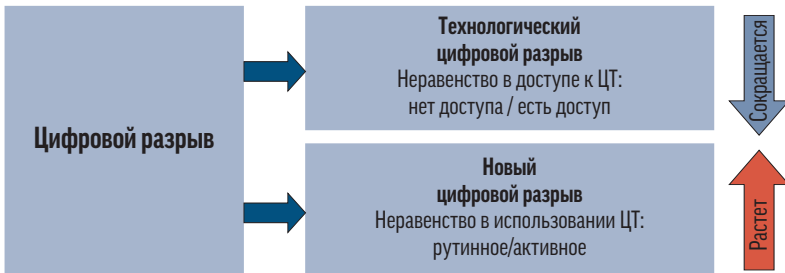 Цифровой разрыв
Технологический
цифровой разрыв
Неравенство в доступе к ЦТ:
нет доступа / есть доступ
Сокращается
Новый
цифровой разрыв
Неравенство в использовании ЦТ:
рутинное/активное
Растет